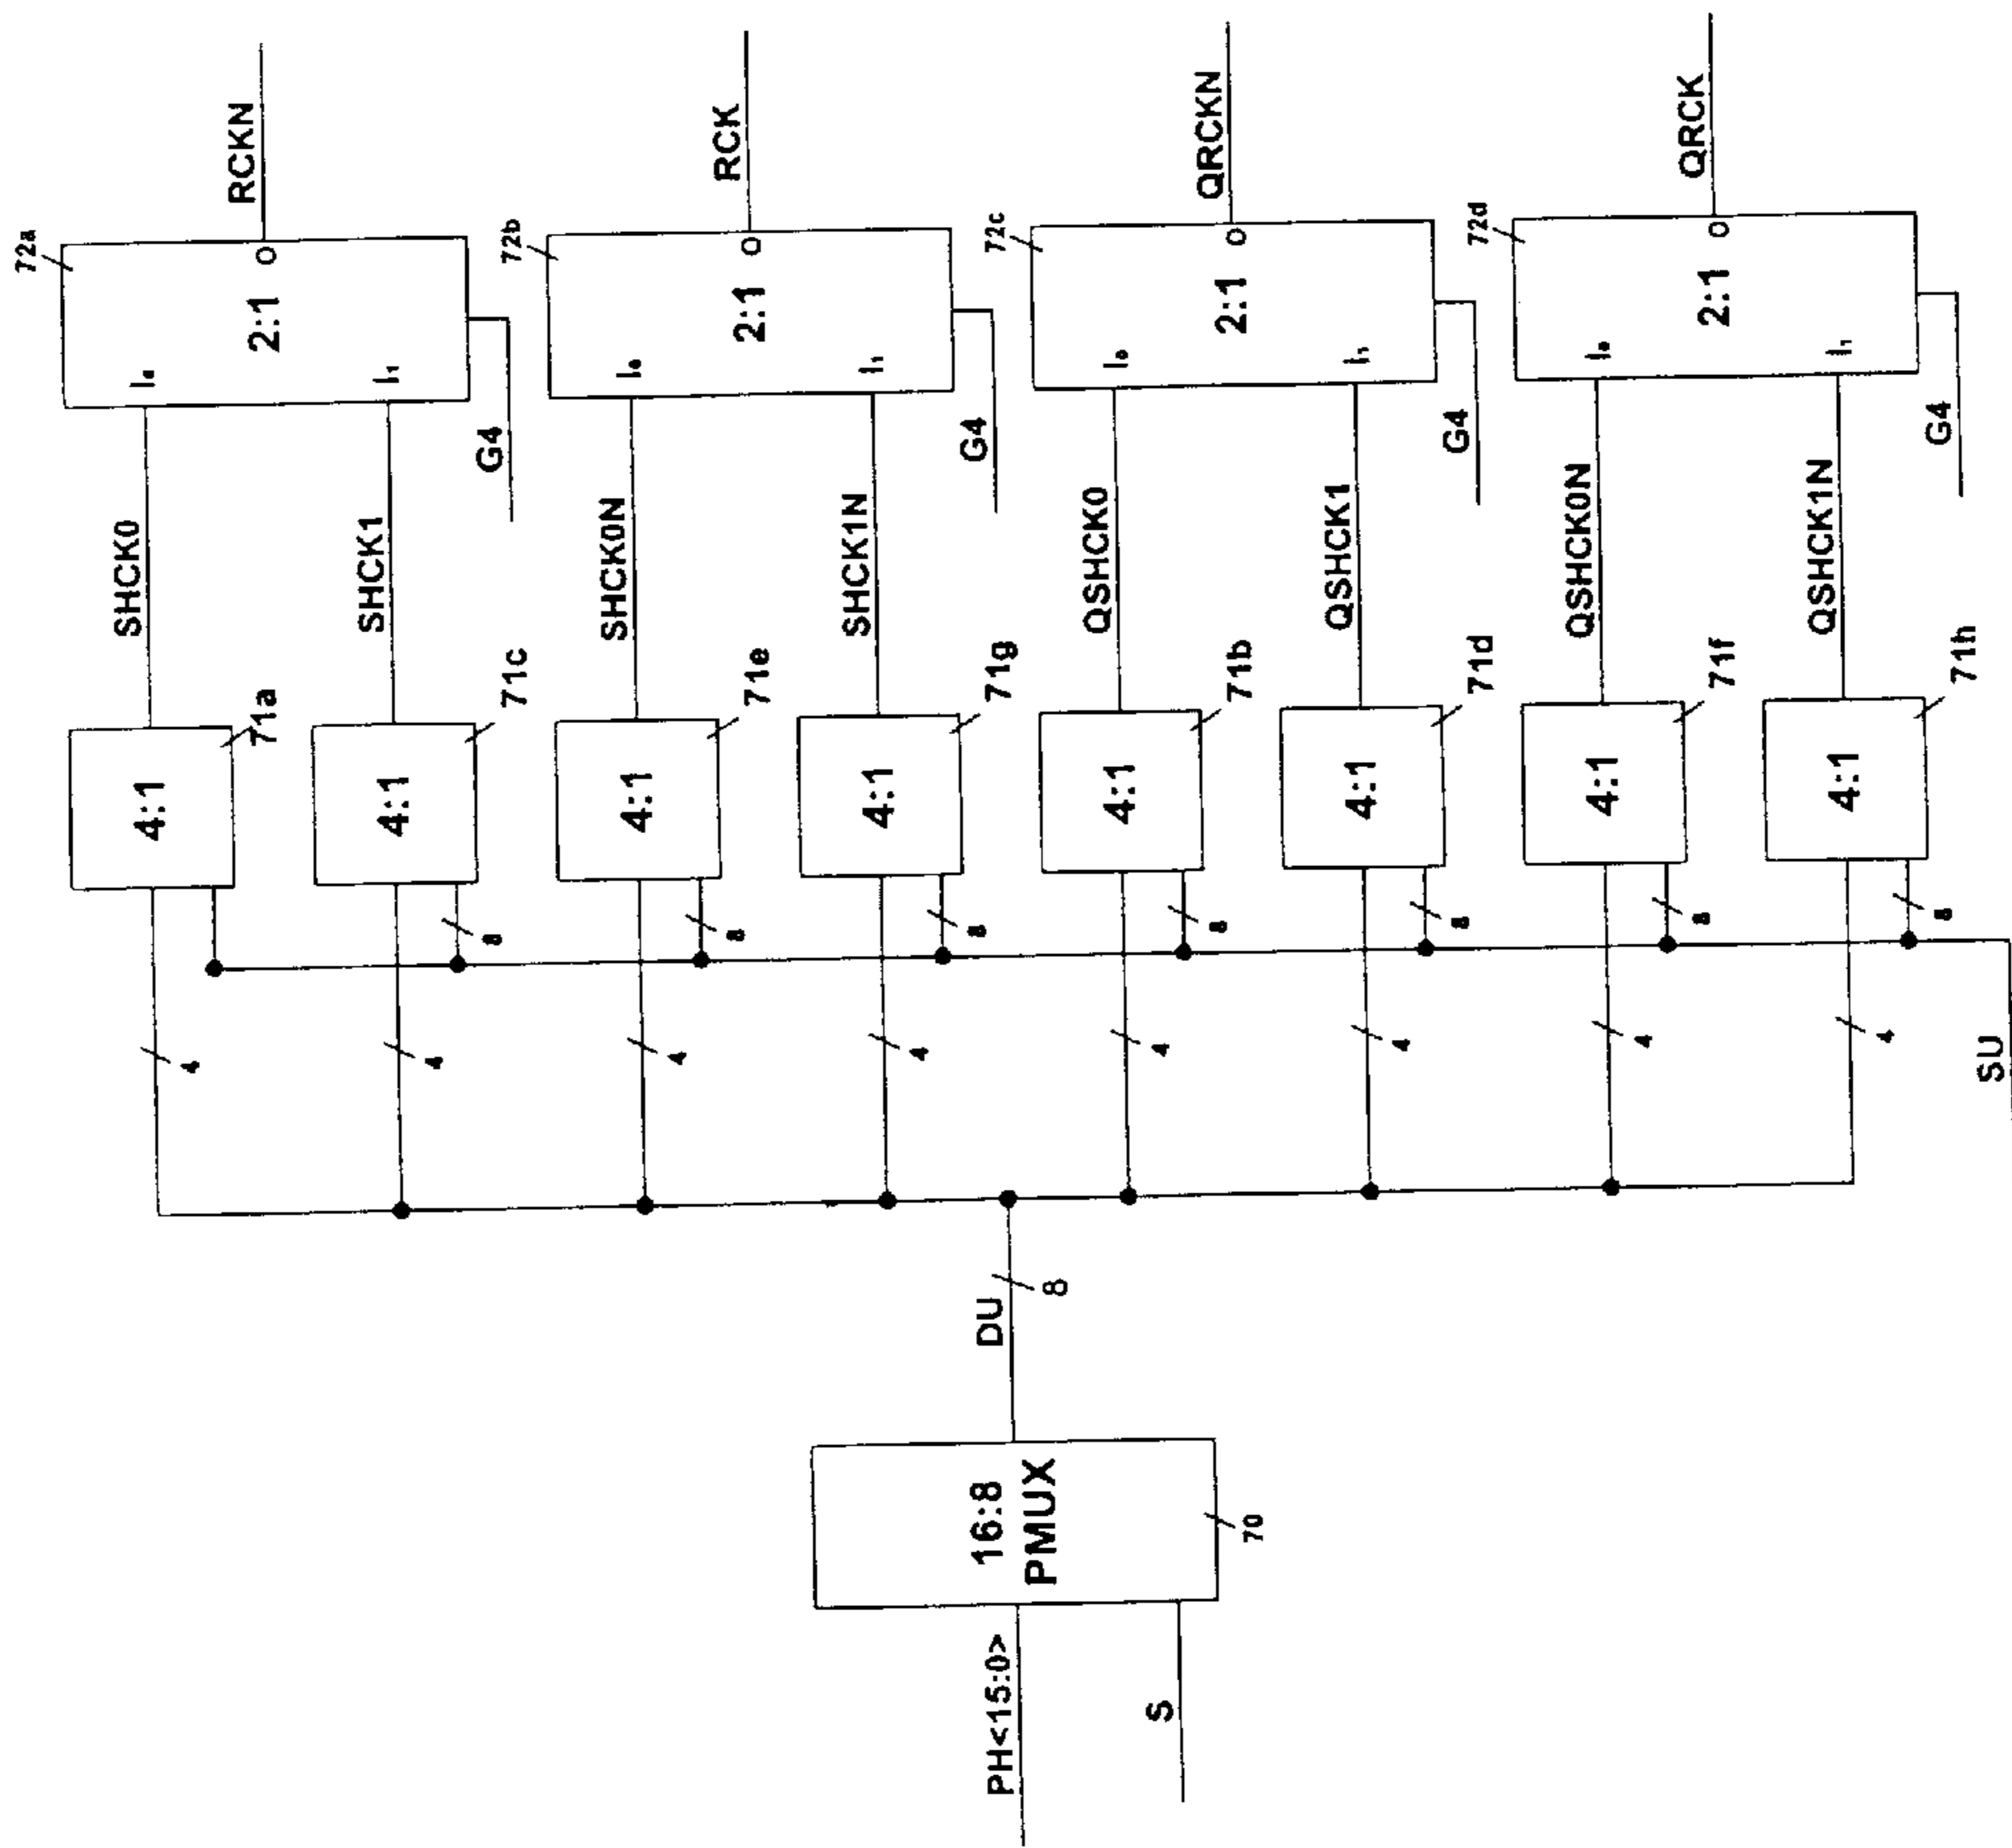 PH<15:0>
S
16:8
PMUX
70
DU
8
SU
4
4
4
4
4
4
4
4
8
8
8
8
8
8
8
4:1
71a
4:1
71c
4:1
71e
4:1
71g
4:1
71b
4:1
71d
4:1
71f
4:1
71h
SHCK0
SHCK1
SHCK0N
SHCK1N
QSHCK0
QSHCK1
QSHCK0N
QSHCK1N
72a
I0
I1
2:1
O
G4
RCKN
72b
I0
I1
2:1
O
G4
RCK
72c
I0
I1
2:1
O
G4
QRCKN
72d
I0
I1
2:1
O
G4
QRCK